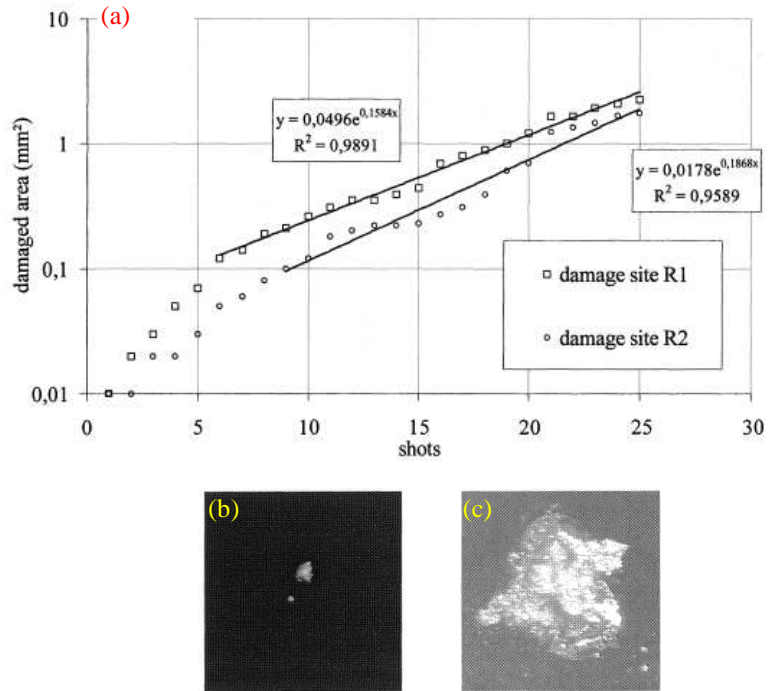 (a)
10
1
0,1
0,01
damaged area (mm²)
y = 0,0496e^0,1584x
R² = 0,9891
y = 0,0178e^0,1868x
R² = 0,9589
damage site R1
damage site R2
0 5 10 15 20 25 30
shots
(b)
(c)